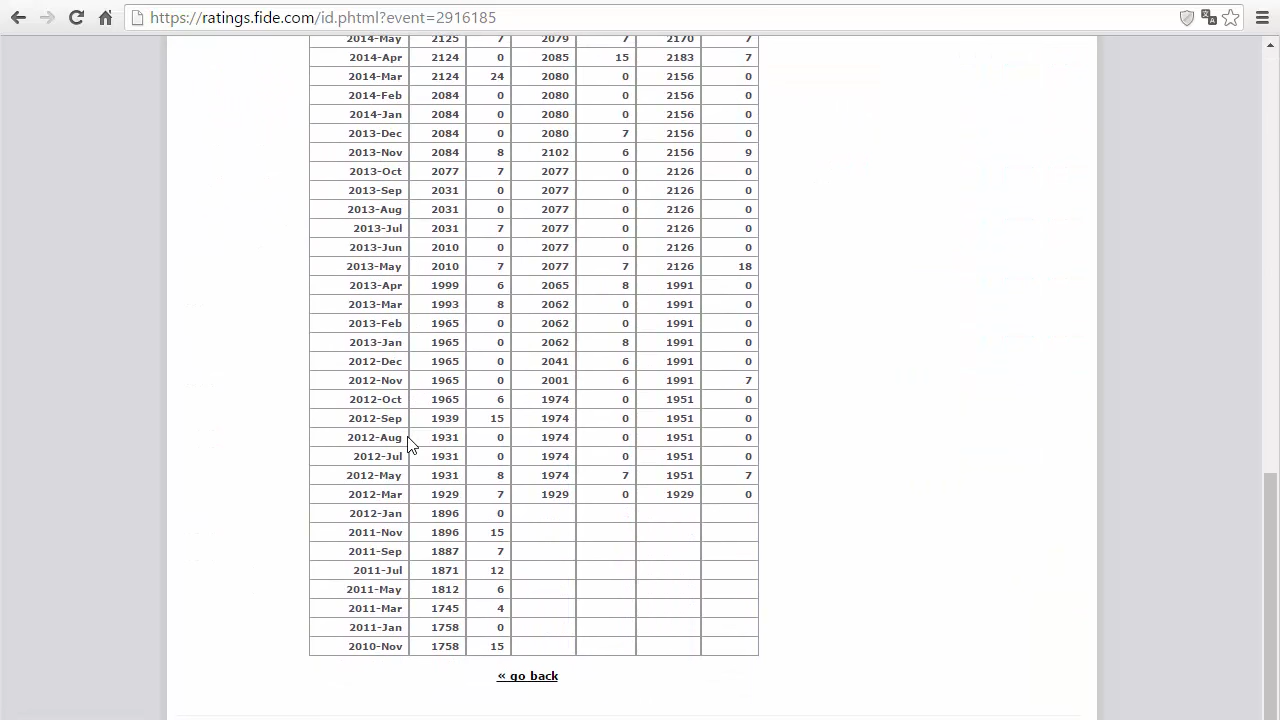 https://ratings.fide.com/id.phtml?event=2916185
2014-May 2125 7 2079 7 2170 7
2014-Apr 2124 0 2085 15 2183 7
2014-Mar 2124 24 2080 0 2156 0
2014-Feb 2084 0 2080 0 2156 0
2014-Jan 2084 0 2080 0 2156 0
2013-Dec 2084 0 2080 7 2156 0
2013-Nov 2084 8 2102 6 2156 9
2013-Oct 2077 7 2077 0 2126 0
2013-Sep 2031 0 2077 0 2126 0
2013-Aug 2031 0 2077 0 2126 0
2013-Jul 2031 7 2077 0 2126 0
2013-Jun 2010 0 2077 0 2126 0
2013-May 2010 7 2077 7 2126 18
2013-Apr 1999 6 2065 8 1991 0
2013-Mar 1993 8 2062 0 1991 0
2013-Feb 1965 0 2062 0 1991 0
2013-Jan 1965 0 2062 8 1991 0
2012-Dec 1965 0 2041 6 1991 0
2012-Nov 1965 0 2001 6 1991 7
2012-Oct 1965 6 1974 0 1951 0
2012-Sep 1939 15 1974 0 1951 0
2012-Aug 1931 0 1974 0 1951 0
2012-Jul 1931 0 1974 0 1951 0
2012-May 1931 8 1974 7 1951 7
2012-Mar 1929 7 1929 0 1929 0
2012-Jan 1896 0
2011-Nov 1896 15
2011-Sep 1887 7
2011-Jul 1871 12
2011-May 1812 6
2011-Mar 1745 4
2011-Jan 1758 0
2010-Nov 1758 15
« go back